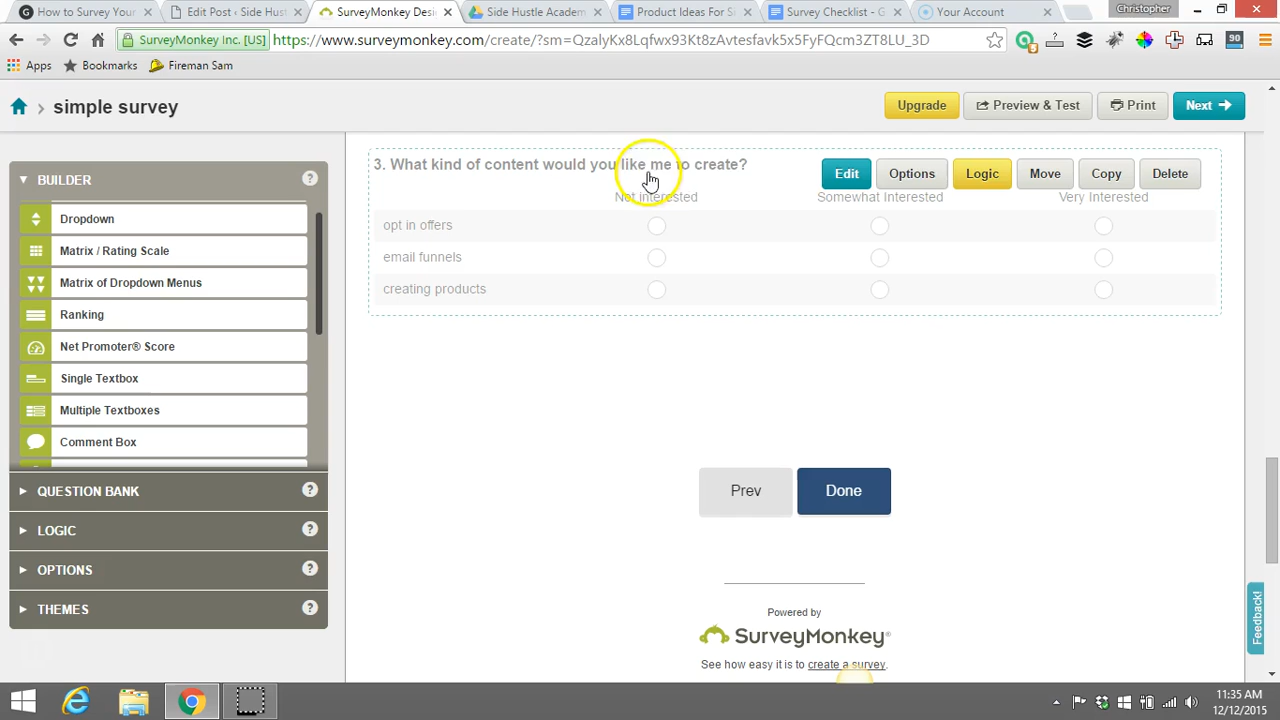 How to Survey Your
Edit Post ‹ Side Hust
SurveyMonkey Desi
Side Hustle Academ
Product Ideas For Si
Survey Checklist - G
Your Account
Christopher
SurveyMonkey Inc. [US]
https://www.surveymonkey.com/create/?sm=QzalyKx8Lqfwx93Kt8zAvtesfavk5x5FyFQcm3ZT8LU_3D
5
90
Apps
Bookmarks
Fireman Sam
simple survey
Upgrade
Preview & Test
Print
Next
BUILDER
?
Dropdown
Matrix / Rating Scale
Matrix of Dropdown Menus
Ranking
Net Promoter® Score
Single Textbox
Multiple Textboxes
Comment Box
QUESTION BANK
?
LOGIC
?
OPTIONS
?
THEMES
?
3. What kind of content would you like me to create?
Edit
Options
Logic
Move
Copy
Delete
Not interested
Somewhat Interested
Very Interested
opt in offers
email funnels
creating products
Prev
Done
Powered by
SurveyMonkey®
See how easy it is to create a survey.
Feedback!
11:35 AM
12/12/2015